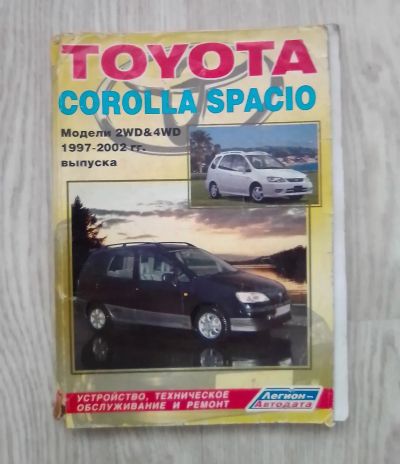 TOYOTA
COROLLA SPACIO
Модели 2WD&4WD
1997-2002 гг.
выпуска
УСТРОЙСТВО, ТЕХНИЧЕСКОЕ
ОБСЛУЖИВАНИЕ И РЕМОНТ
Легион-
Автодата